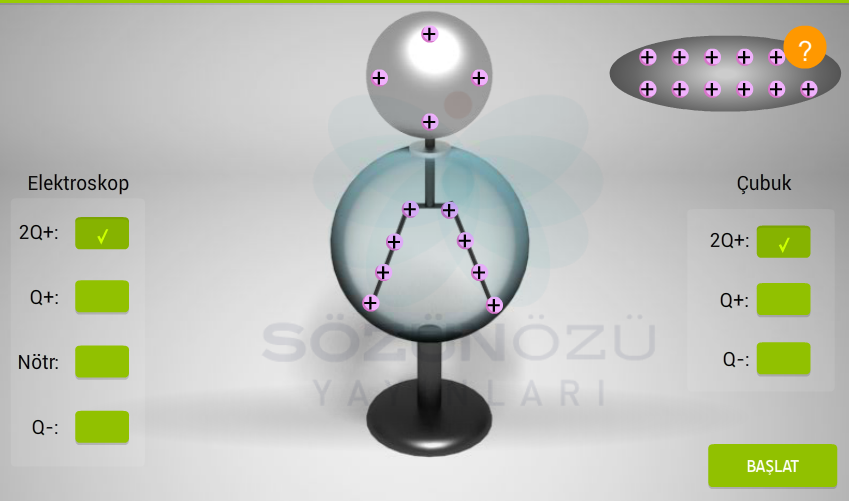 ?
Elektroskop
2Q+:
✓
Q+:
Nötr:
Q-:
Çubuk
2Q+:
✓
Q+:
Q-:
BAŞLAT
SÖZÜNÖZÜ
YAYINLARI